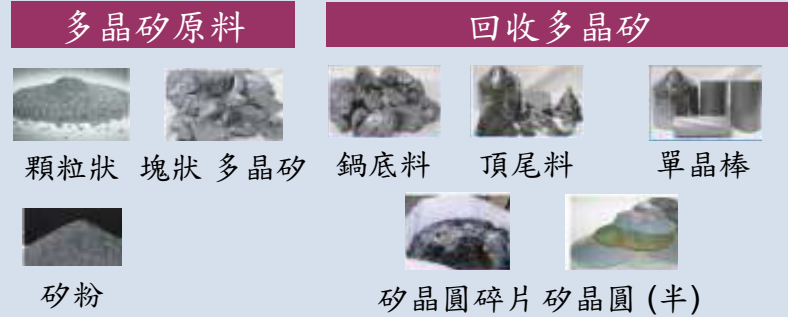 多晶矽原料
回收多晶矽
顆粒狀
塊狀 多晶矽
鍋底料
頂尾料
單晶棒
矽粉
矽晶圓碎片
矽晶圓 (半)